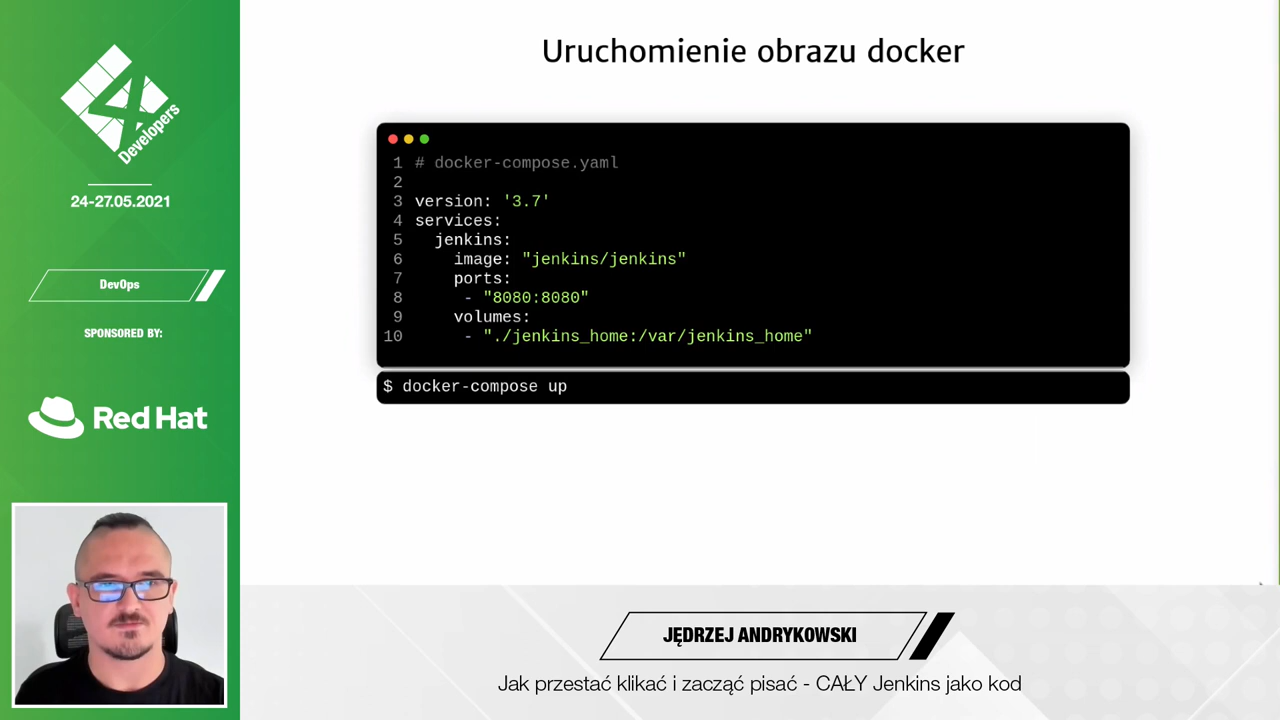 4
Developers
24-27.05.2021
DevOps
SPONSORED BY:
Red Hat
Uruchomienie obrazu docker
1 # docker-compose.yaml
2
3 version: '3.7'
4 services:
5 jenkins:
6 image: "jenkins/jenkins"
7 ports:
8 - "8080:8080"
9 volumes:
10 - "./jenkins_home:/var/jenkins_home"
$ docker-compose up
JĘDRZEJ ANDRYKOWSKI
Jak przestać klikać i zacząć pisać - CAŁY Jenkins jako kod